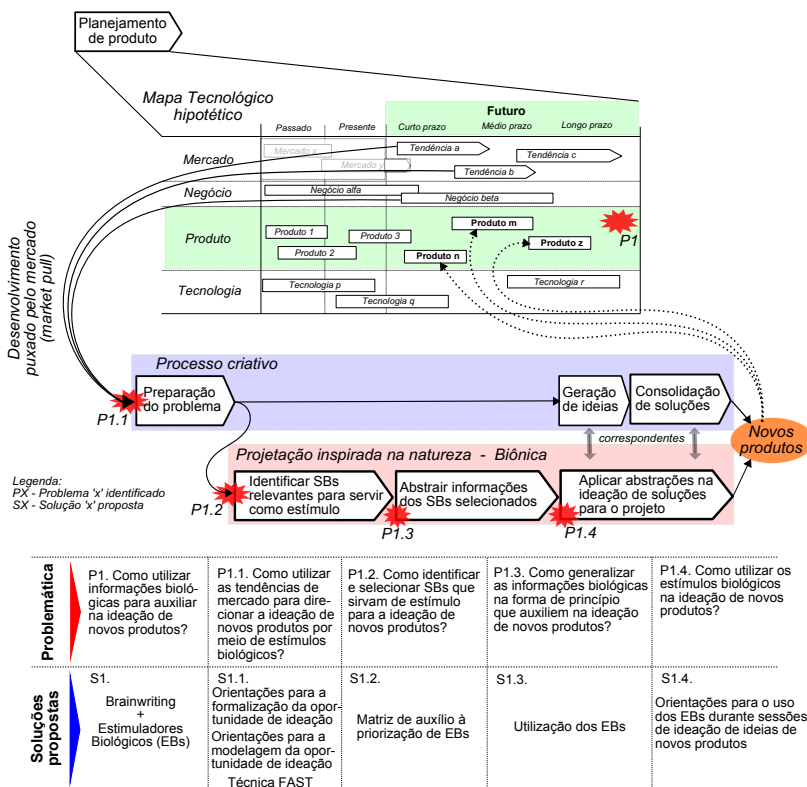 Planejamento
de produto
Mapa Tecnológico
hipotético
Futuro
Passado
Presente
Curto prazo
Médio prazo
Longo prazo
Mercado
Mercado x
Mercado y
Tendência a
Tendência b
Tendência c
Negócio
Negócio alfa
Negócio beta
Produto
Produto 1
Produto 2
Produto 3
Produto m
Produto n
Produto z
P1
Tecnologia
Tecnologia p
Tecnologia q
Tecnologia r
Desenvolvimento
puxado pelo mercado
(market pull)
Processo criativo
P1.1
Preparação
do problema
Geração
de ideias
Consolidação
de soluções
correspondentes
Novos
produtos
Projetação inspirada na natureza - Biônica
P1.2
Identificar SBs
relevantes para servir
como estímulo
P1.3
Abstrair informações
dos SBs selecionados
P1.4
Aplicar abstrações na
ideação de soluções
para o projeto
Legenda:
PX - Problema 'x' identificado
SX - Solução 'x' proposta
Problemática
P1. Como utilizar
informações bioló-
gicas para auxiliar
na ideação de
novos produtos?
P1.1. Como utilizar
as tendências de
mercado para dire-
cionar a ideação de
novos produtos por
meio de estímulos
biológicos?
P1.2. Como identificar
e selecionar SBs que
sirvam de estímulo
para a ideação de
novos produtos?
P1.3. Como generalizar
as informações biológicas
na forma de princípio
que auxiliem na ideação
de novos produtos?
P1.4. Como utilizar os
estímulos biológicos
na ideação de novos
produtos?
Soluções
propostas
S1.
Brainwriting
+
Estimuladores
Biológicos (EBs)
S1.1.
Orientações para a
formalização da opor-
tunidade de ideação
Orientações para a
modelagem da opor-
tunidade de ideação
Técnica FAST
S1.2.
Matriz de auxílio à
priorização de EBs
S1.3.
Utilização dos EBs
S1.4.
Orientações para o uso
dos EBs durante sessões
de ideação de ideias de
novos produtos